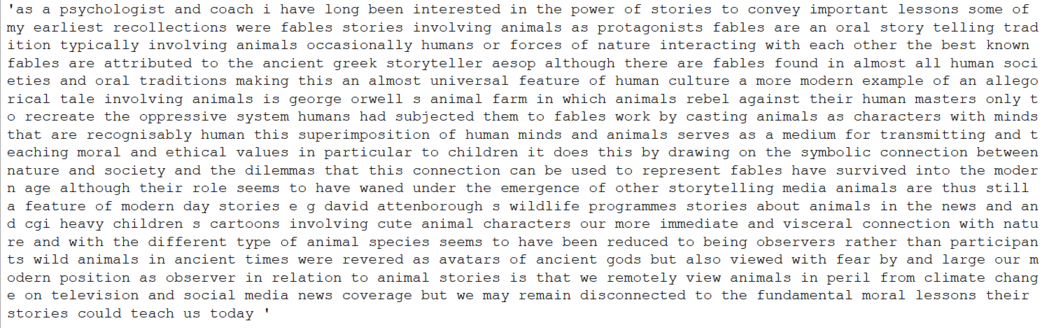 'as a psychologist and coach i have long been interested in the power of stories to convey important lessons some of
my earliest recollections were fables stories involving animals as protagonists fables are an oral story telling trad
ition typically involving animals occasionally humans or forces of nature interacting with each other the best known
fables are attributed to the ancient greek storyteller aesop although there are fables found in almost all human soci
eties and oral traditions making this an almost universal feature of human culture a more modern example of an allego
rical tale involving animals is george orwell s animal farm in which animals rebel against their human masters only t
o recreate the oppressive system humans had subjected them to fables work by casting animals as characters with minds
that are recognisably human this superimposition of human minds and animals serves as a medium for transmitting and t
eaching moral and ethical values in particular to children it does this by drawing on the symbolic connection between
nature and society and the dilemmas that this connection can be used to represent fables have survived into the moder
n age although their role seems to have waned under the emergence of other storytelling media animals are thus still
a feature of modern day stories e g david attenborough s wildlife programmes stories about animals in the news and an
d cgi heavy children s cartoons involving cute animal characters our more immediate and visceral connection with natu
re and with the different type of animal species seems to have been reduced to being observers rather than participan
ts wild animals in ancient times were revered as avatars of ancient gods but also viewed with fear by and large our m
odern position as observer in relation to animal stories is that we remotely view animals in peril from climate chang
e on television and social media news coverage but we may remain disconnected to the fundamental moral lessons their
stories could teach us today '